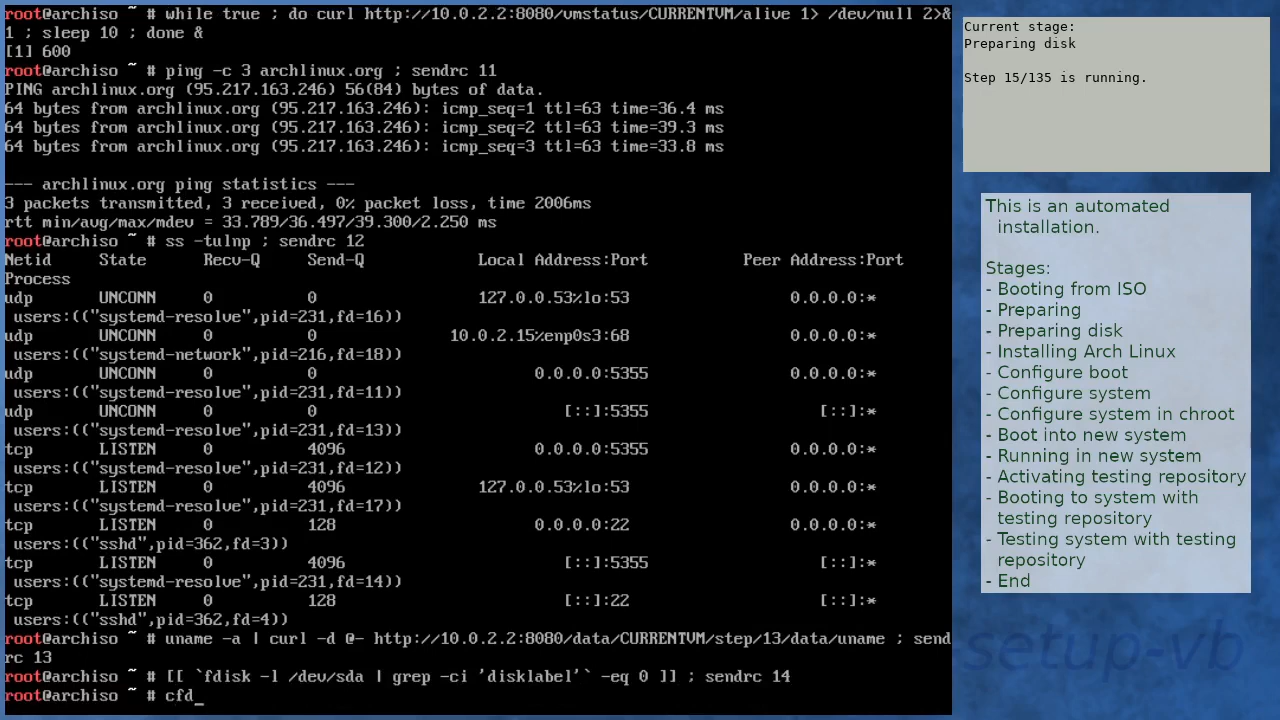 root@archiso ~ # while true ; do curl http://10.0.2.2:8080/vmstatus/CURRENTVM/alive 1> /dev/null 2>&
1 ; sleep 10 ; done &
[1] 600
root@archiso ~ # ping -c 3 archlinux.org ; sendrc 11
PING archlinux.org (95.217.163.246) 56(84) bytes of data.
64 bytes from archlinux.org (95.217.163.246): icmp_seq=1 ttl=63 time=36.4 ms
64 bytes from archlinux.org (95.217.163.246): icmp_seq=2 ttl=63 time=39.3 ms
64 bytes from archlinux.org (95.217.163.246): icmp_seq=3 ttl=63 time=33.8 ms
--- archlinux.org ping statistics ---
3 packets transmitted, 3 received, 0% packet loss, time 2006ms
rtt min/avg/max/mdev = 33.789/36.497/39.300/2.250 ms
root@archiso ~ # ss -tulnp ; sendrc 12
Netid State Recv-Q Send-Q Local Address:Port Peer Address:Port
Process
udp UNCONN 0 0 127.0.0.53%lo:53 0.0.0.0:*
users:(("systemd-resolve",pid=231,fd=16))
udp UNCONN 0 0 10.0.2.15%enp0s3:68 0.0.0.0:*
users:(("systemd-network",pid=216,fd=18))
udp UNCONN 0 0 0.0.0.0:5355 0.0.0.0:*
users:(("systemd-resolve",pid=231,fd=11))
udp UNCONN 0 0 [::]:5355 [::]:*
users:(("systemd-resolve",pid=231,fd=13))
tcp LISTEN 0 4096 0.0.0.0:5355 0.0.0.0:*
users:(("systemd-resolve",pid=231,fd=12))
tcp LISTEN 0 4096 127.0.0.53%lo:53 0.0.0.0:*
users:(("systemd-resolve",pid=231,fd=17))
tcp LISTEN 0 128 0.0.0.0:22 0.0.0.0:*
users:(("sshd",pid=362,fd=3))
tcp LISTEN 0 4096 [::]:5355 [::]:*
users:(("systemd-resolve",pid=231,fd=14))
tcp LISTEN 0 128 [::]:22 [::]:*
users:(("sshd",pid=362,fd=4))
root@archiso ~ # uname -a | curl -d @- http://10.0.2.2:8080/data/CURRENTVM/step/13/data/uname ; send
rc 13
root@archiso ~ # [[ `fdisk -l /dev/sda | grep -ci 'disklabel'` -eq 0 ]] ; sendrc 14
root@archiso ~ # cfd_
Current stage:
Preparing disk
Step 15/135 is running.
This is an automated
installation.
Stages:
- Booting from ISO
- Preparing
- Preparing disk
- Installing Arch Linux
- Configure boot
- Configure system
- Configure system in chroot
- Boot into new system
- Running in new system
- Activating testing repository
- Booting to system with
testing repository
- Testing system with testing
repository
- End
setup-vb